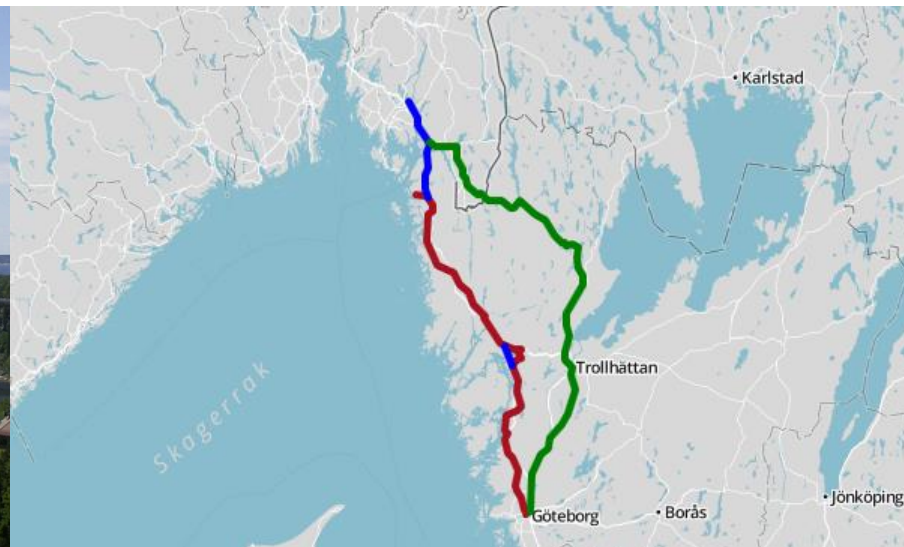 Karlstad
Skagerrak
Trollhättan
Göteborg
Borås
Jönköping